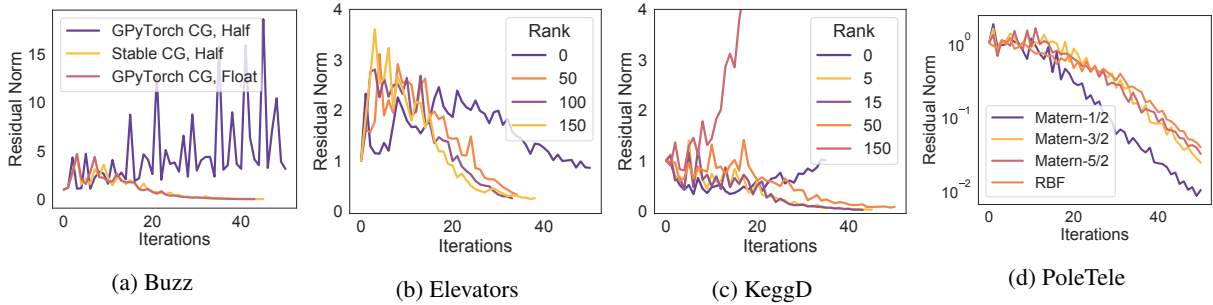 Residual Norm
15
10
5
0
GPyTorch CG, Half
Stable CG, Half
GPyTorch CG, Float
0 20 40
Iterations
(a) Buzz
Residual Norm
4
3
2
1
0
Rank
0
50
100
150
0 20 40
Iterations
(b) Elevators
Residual Norm
4
3
2
1
0
Rank
0
5
15
50
150
0 20 40
Iterations
(c) KeggD
Residual Norm
10⁰
10⁻¹
10⁻²
Matern-1/2
Matern-3/2
Matern-5/2
RBF
0 20 40
Iterations
(d) PoleTele